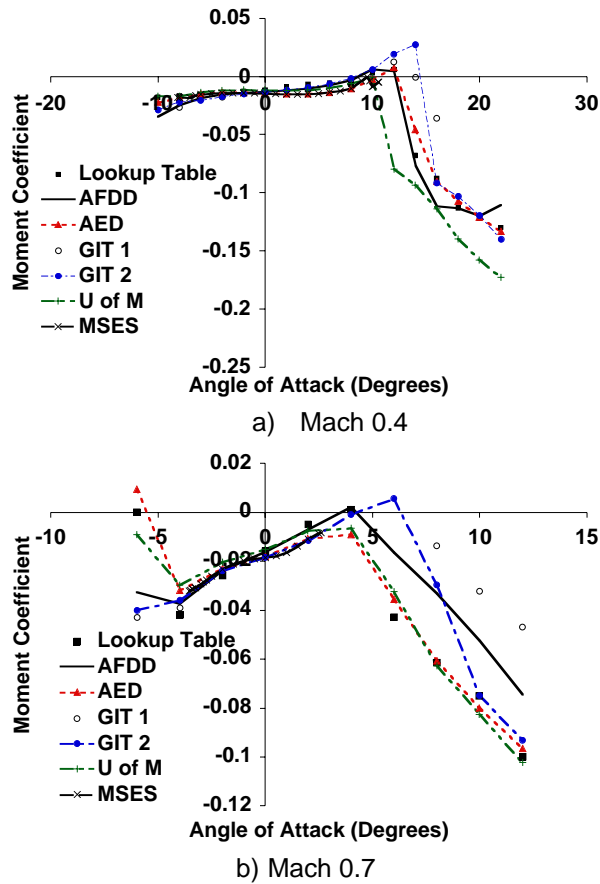 0.05
0
-20
-10
0
10
20
30
-0.05
-0.1
-0.15
-0.2
-0.25
Moment Coefficient
Lookup Table
AFDD
AED
GIT 1
GIT 2
U of M
MSES
Angle of Attack (Degrees)
a) Mach 0.4
0.02
0
-10
-5
0
5
10
15
-0.02
-0.04
-0.06
-0.08
-0.1
-0.12
Moment Coefficient
Lookup Table
AFDD
AED
GIT 1
GIT 2
U of M
MSES
Angle of Attack (Degrees)
b) Mach 0.7